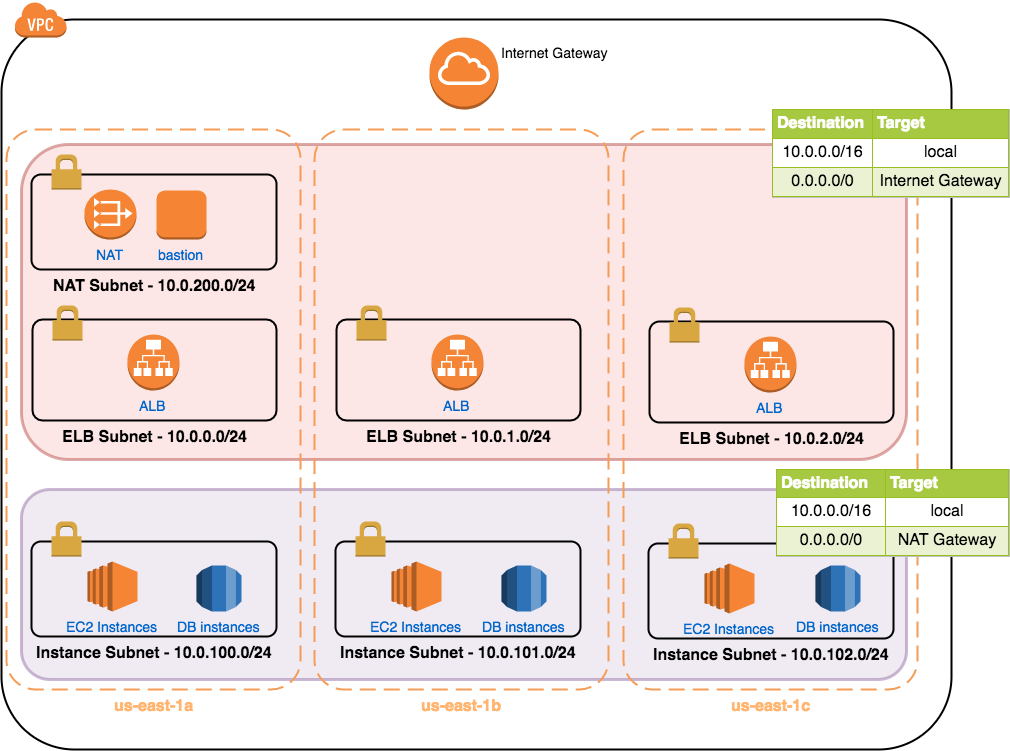 VPC
Internet Gateway
Destination Target
10.0.0.0/16 local
0.0.0.0/0 Internet Gateway
NAT bastion
NAT Subnet - 10.0.200.0/24
ALB ALB ALB
ELB Subnet - 10.0.0.0/24 ELB Subnet - 10.0.1.0/24 ELB Subnet - 10.0.2.0/24
Destination Target
10.0.0.0/16 local
0.0.0.0/0 NAT Gateway
EC2 Instances DB instances EC2 Instances DB instances EC2 Instances DB instances
Instance Subnet - 10.0.100.0/24 Instance Subnet - 10.0.101.0/24 Instance Subnet - 10.0.102.0/24
us-east-1a us-east-1b us-east-1c